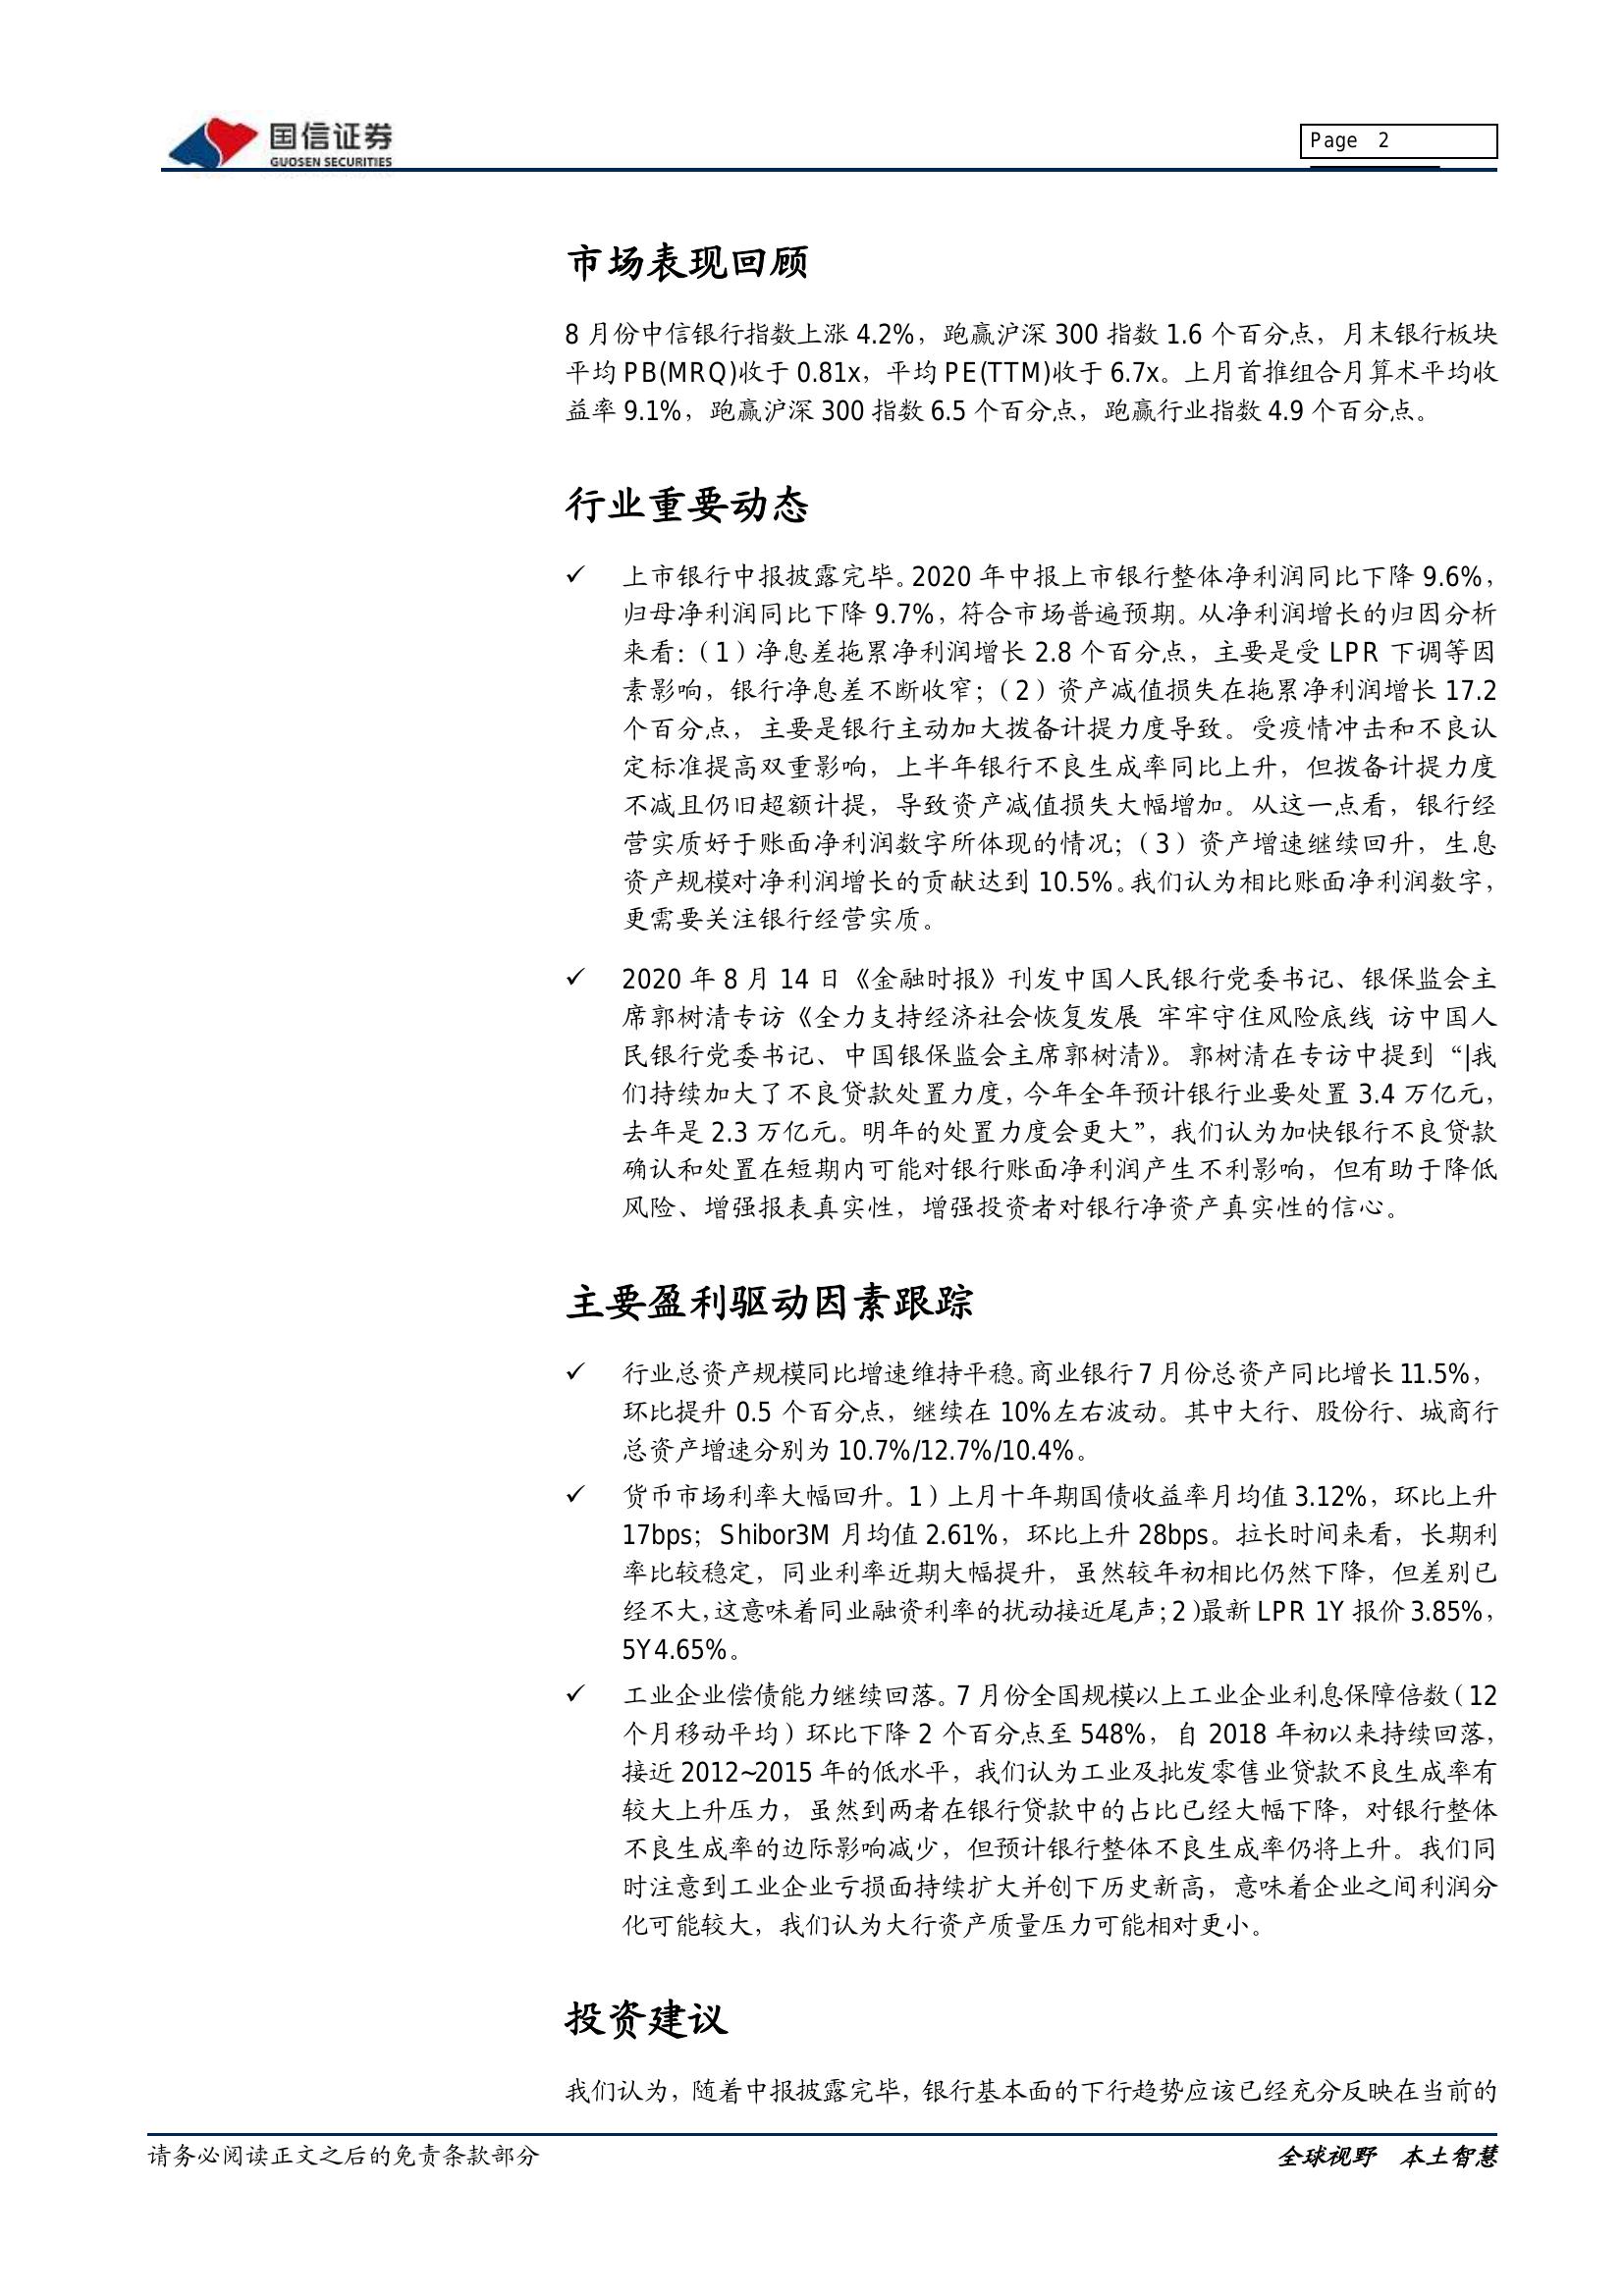 国信证券
GUOSEN SECURITIES
Page 2
市场表现回顾
8 月份中信银行指数上涨 4.2%，跑赢沪深 300 指数 1.6 个百分点，月末银行板块
平均 PB(MRQ)收于 0.81x，平均 PE(TTM)收于 6.7x。上月首推组合月算术平均收
益率 9.1%，跑赢沪深 300 指数 6.5 个百分点，跑赢行业指数 4.9 个百分点。
行业重要动态
✓ 上市银行中报披露完毕。2020 年中报上市银行整体净利润同比下降 9.6%，
归母净利润同比下降 9.7%，符合市场普遍预期。从净利润增长的归因分析
来看：（1）净息差拖累净利润增长 2.8 个百分点，主要是受 LPR 下调等因
素影响，银行净息差不断收窄；（2）资产减值损失在拖累净利润增长 17.2
个百分点，主要是银行主动加大拨备计提力度导致。受疫情冲击和不良认
定标准提高双重影响，上半年银行不良生成率同比上升，但拨备计提力度
不减且仍旧超额计提，导致资产减值损失大幅增加。从这一点看，银行经
营实质好于账面净利润数字所体现的情况；（3）资产增速继续回升，生息
资产规模对净利润增长的贡献达到 10.5%。我们认为相比账面净利润数字，
更需要关注银行经营实质。
✓ 2020 年 8 月 14 日《金融时报》刊发中国人民银行党委书记、银保监会主
席郭树清专访《全力支持经济社会恢复发展 牢牢守住风险底线 访中国人
民银行党委书记、中国银保监会主席郭树清》。郭树清在专访中提到 “|我
们持续加大了不良贷款处置力度，今年全年预计银行业要处置 3.4 万亿元，
去年是 2.3 万亿元。明年的处置力度会更大”，我们认为加快银行不良贷款
确认和处置在短期内可能对银行账面净利润产生不利影响，但有助于降低
风险、增强报表真实性，增强投资者对银行净资产真实性的信心。
主要盈利驱动因素跟踪
✓ 行业总资产规模同比增速维持平稳。商业银行 7 月份总资产同比增长 11.5%，
环比提升 0.5 个百分点，继续在 10%左右波动。其中大行、股份行、城商行
总资产增速分别为 10.7%/12.7%/10.4%。
✓ 货币市场利率大幅回升。1）上月十年期国债收益率月均值 3.12%，环比上升
17bps；Shibor3M 月均值 2.61%，环比上升 28bps。拉长时间来看，长期利
率比较稳定，同业利率近期大幅提升，虽然较年初相比仍然下降，但差别已
经不大，这意味着同业融资利率的扰动接近尾声；2）最新 LPR 1Y 报价 3.85%，
5Y4.65%。
✓ 工业企业偿债能力继续回落。7 月份全国规模以上工业企业利息保障倍数（12
个月移动平均）环比下降 2 个百分点至 548%，自 2018 年初以来持续回落，
接近 2012~2015 年的低水平，我们认为工业及批发零售业贷款不良生成率有
较大上升压力，虽然到两者在银行贷款中的占比已经大幅下降，对银行整体
不良生成率的边际影响减少，但预计银行整体不良生成率仍将上升。我们同
时注意到工业企业亏损面持续扩大并创下历史新高，意味着企业之间利润分
化可能较大，我们认为大行资产质量压力可能相对更小。
投资建议
我们认为，随着中报披露完毕，银行基本面的下行趋势应该已经充分反映在当前的
请务必阅读正文之后的免责条款部分
全球视野 本土智慧